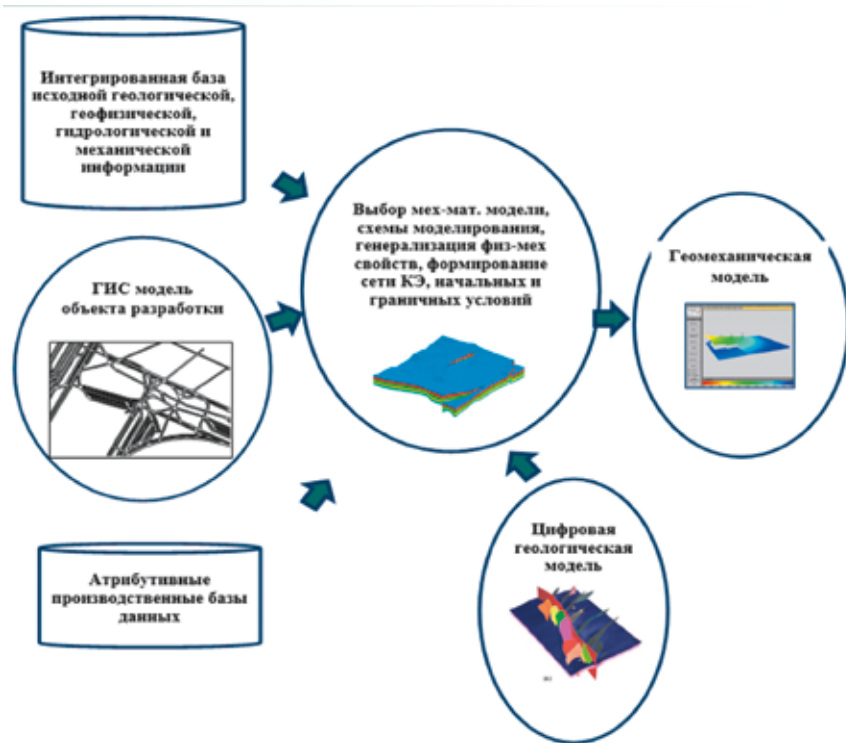 Интегрированная база
исходной геологической,
геофизической,
гидрологической и
механической
информации
ГИС модель
объекта разработки
Атрибутивные
производственные базы
данных
Выбор мех-мат. модели,
схемы моделирования,
генерализация физ-мех
свойств, формирование
сети КЭ, начальных и
граничных условий
Цифровая
геологическая
модель
Геомеханическая
модель